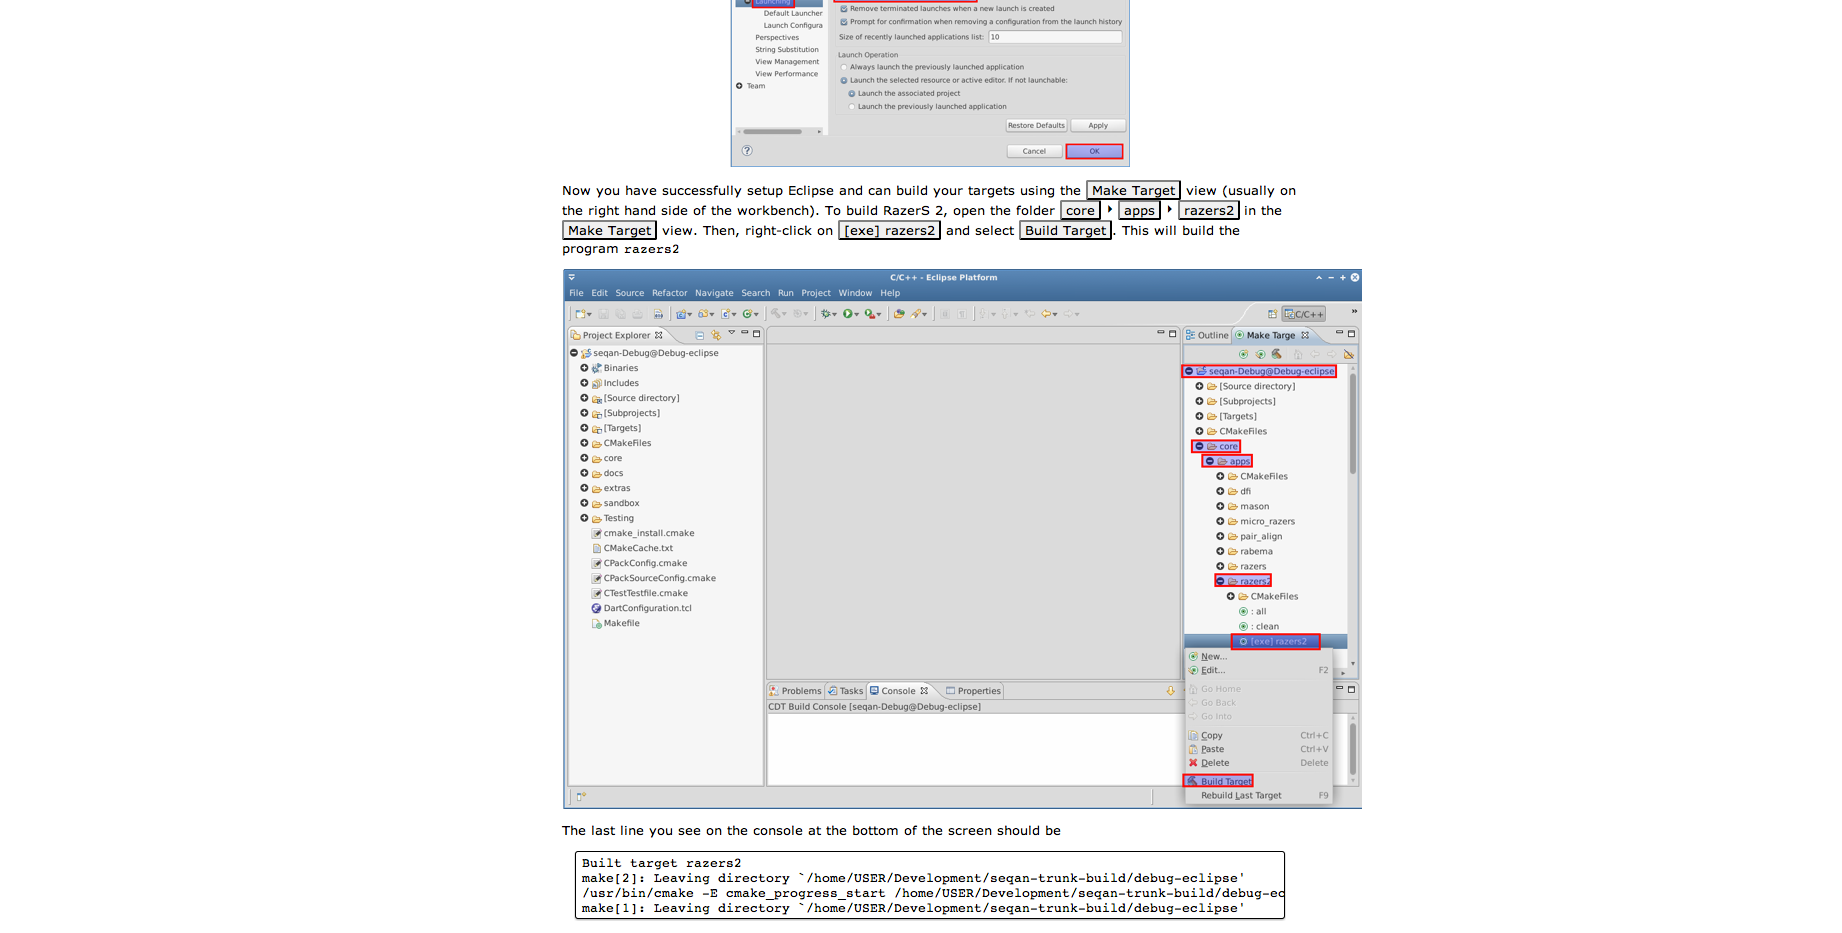 Launching
Default Launcher
Launch Configura
Perspectives
String Substitution
View Management
View Performance
Team
Remove terminated launches when a new launch is created
Prompt for confirmation when removing a configuration from the launch history
Size of recently launched applications list: 10
Launch Operation
Always launch the previously launched application
Launch the selected resource or active editor. If not launchable:
Launch the associated project
Launch the previously launched application
Restore Defaults Apply
Cancel OK
Now you have successfully setup Eclipse and can build your targets using the Make Target view (usually on
the right hand side of the workbench). To build RazerS 2, open the folder core ‣ apps ‣ razers2 in the
Make Target view. Then, right-click on [exe] razers2 and select Build Target. This will build the
program razers2
C/C++ - Eclipse Platform
File Edit Source Refactor Navigate Search Run Project Window Help
C/C++ »
Project Explorer
seqan-Debug@Debug-eclipse
Binaries
Includes
[Source directory]
[Subprojects]
[Targets]
CMakeFiles
core
docs
extras
sandbox
Testing
cmake_install.cmake
CMakeCache.txt
CPackConfig.cmake
CPackSourceConfig.cmake
CTestTestfile.cmake
DartConfiguration.tcl
Makefile
Outline Make Targe
seqan-Debug@Debug-eclipse
[Source directory]
[Subprojects]
[Targets]
CMakeFiles
core
apps
CMakeFiles
dfi
mason
micro_razers
pair_align
rabema
razers
razers2
CMakeFiles
: all
: clean
[exe] razers2
New...
Edit... F2
Go Home
Go Back
Go Into
Copy Ctrl+C
Paste Ctrl+V
Delete Delete
Build Target
Rebuild Last Target F9
Problems Tasks Console Properties
CDT Build Console [seqan-Debug@Debug-eclipse]
The last line you see on the console at the bottom of the screen should be
Built target razers2
make[2]: Leaving directory `/home/USER/Development/seqan-trunk-build/debug-eclipse'
/usr/bin/cmake -E cmake_progress_start /home/USER/Development/seqan-trunk-build/debug-ec
make[1]: Leaving directory `/home/USER/Development/seqan-trunk-build/debug-eclipse'